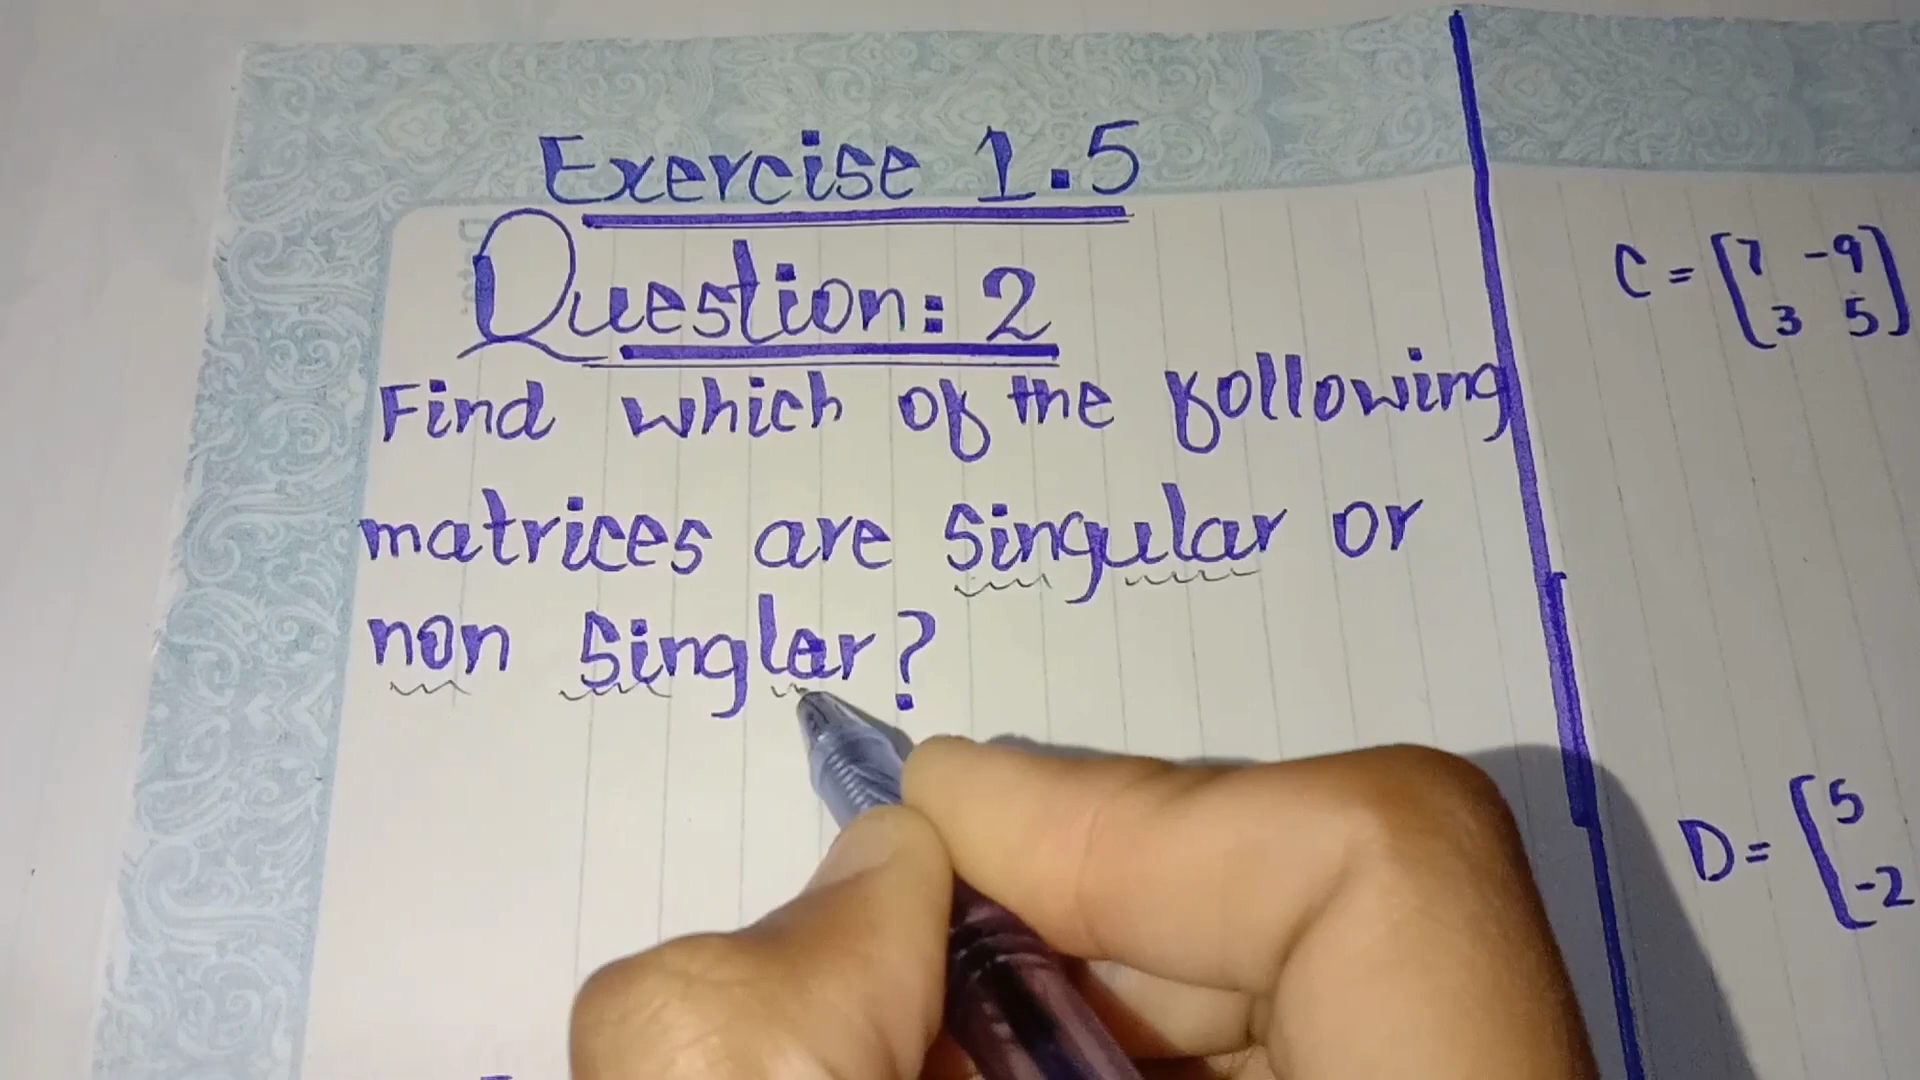 Exercise 1.5
Question: 2
Find which of the following
matrices are singular or
non singlar?
C = [7 -9
3 5]
D = [5
-2